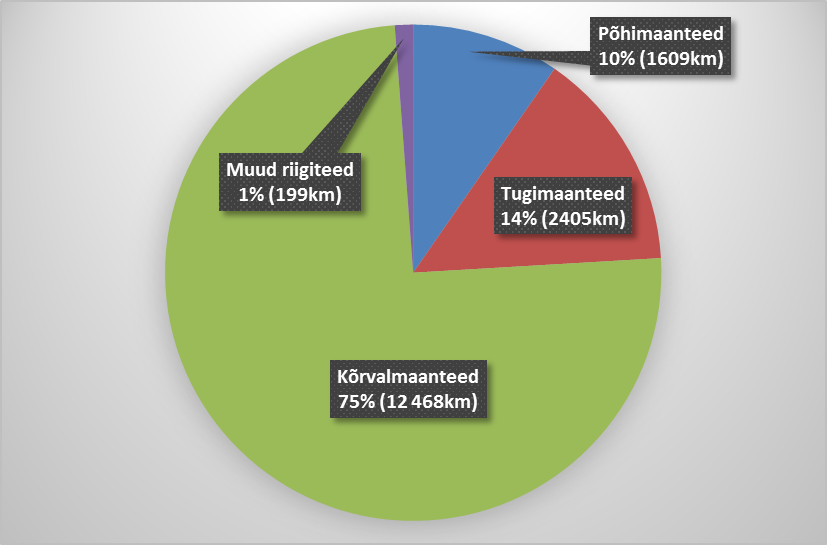 Põhimaanteed
10% (1609km)
Muud riigiteed
1% (199km)
Tugimaanteed
14% (2405km)
Kõrvalmaanteed
75% (12 468km)